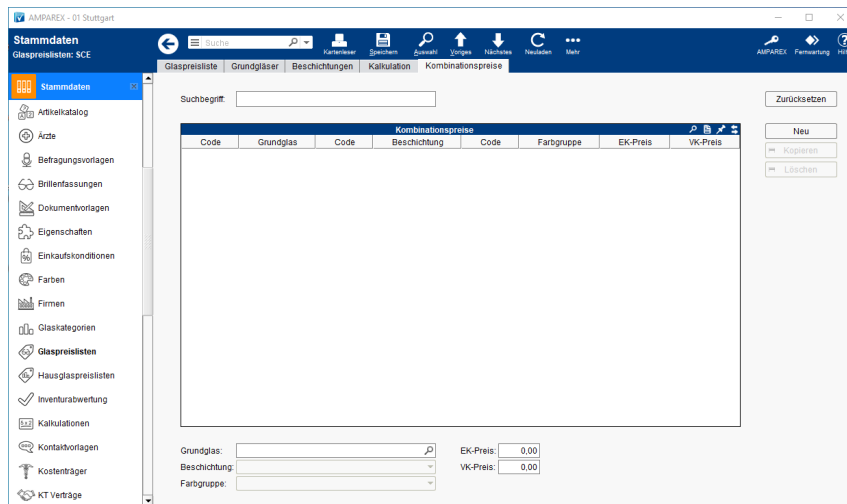 AMPAREX - 01 Stuttgart
Stammdaten
Glaspreislisten: SCE
Suche
Kartenleser
Speichern
Auswahl
Voriges
Nächstes
Neuladen
Mehr
AMPAREX
Fernwartung
Glaspreisliste
Grundgläser
Beschichtungen
Kalkulation
Kombinationspreise
Stammdaten
Artikelkatalog
Ärzte
Befragungsvorlagen
Brillenfassungen
Dokumentvorlagen
Eigenschaften
Einkaufskonditionen
Farben
Firmen
Glaskategorien
Glaspreislisten
Hausglaspreislisten
Inventurabwertung
Kalkulationen
Kontaktvorlagen
Kostenträger
KT Verträge
Suchbegriff:
Zurücksetzen
Kombinationspreise
Code Grundglas Code Beschichtung Code Farbgruppe EK-Preis VK-Preis
Neu
Kopieren
Löschen
Grundglas:
EK-Preis: 0,00
Beschichtung:
VK-Preis: 0,00
Farbgruppe: